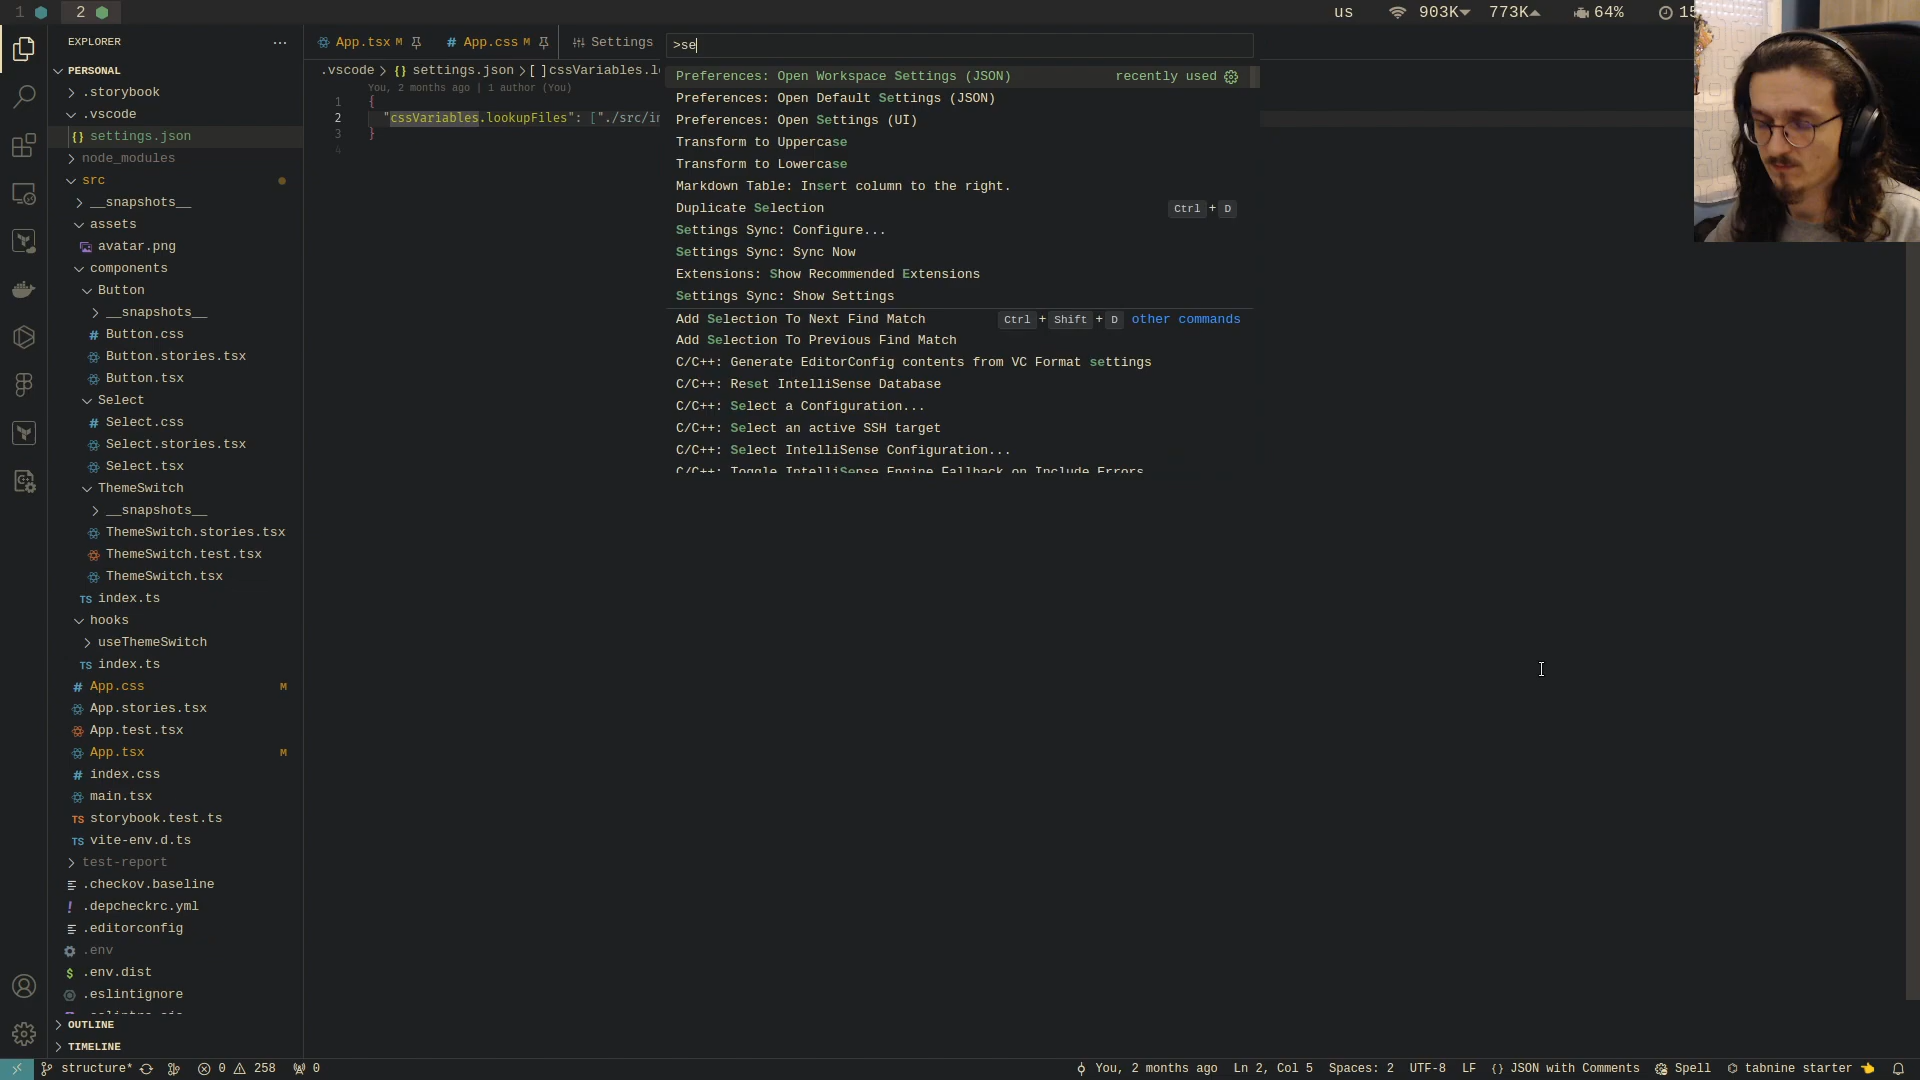 1 2 us 903K 773K 64% 15
EXPLORER
App.tsx M App.css M Settings
>se
PERSONAL
.vscode > {} settings.json > [ ] cssVariables.l
You, 2 months ago | 1 author (You)
1 {
2 "cssVariables.lookupFiles": ["./src/i
3 }
4
Preferences: Open Workspace Settings (JSON) recently used
Preferences: Open Default Settings (JSON)
Preferences: Open Settings (UI)
Transform to Uppercase
Transform to Lowercase
Markdown Table: Insert column to the right.
Duplicate Selection Ctrl + D
Settings Sync: Configure...
Settings Sync: Sync Now
Extensions: Show Recommended Extensions
Settings Sync: Show Settings
Add Selection To Next Find Match Ctrl + Shift + D other commands
Add Selection To Previous Find Match
C/C++: Generate EditorConfig contents from VC Format settings
C/C++: Reset IntelliSense Database
C/C++: Select a Configuration...
C/C++: Select an active SSH target
C/C++: Select IntelliSense Configuration...
C/C++: Toggle IntelliSense Engine Fallback on Include Errors
.storybook
.vscode
{} settings.json
node_modules
src
__snapshots__
assets
avatar.png
components
Button
__snapshots__
# Button.css
Button.stories.tsx
Button.tsx
Select
# Select.css
Select.stories.tsx
Select.tsx
ThemeSwitch
__snapshots__
ThemeSwitch.stories.tsx
ThemeSwitch.test.tsx
ThemeSwitch.tsx
TS index.ts
hooks
useThemeSwitch
TS index.ts
# App.css M
App.stories.tsx
App.test.tsx
App.tsx M
# index.css
main.tsx
TS storybook.test.ts
TS vite-env.d.ts
test-report
.checkov.baseline
! .depcheckrc.yml
.editorconfig
.env
$ .env.dist
.eslintignore
OUTLINE
TIMELINE
structure* 0 258 0 You, 2 months ago Ln 2, Col 5 Spaces: 2 UTF-8 LF {} JSON with Comments Spell tabnine starter